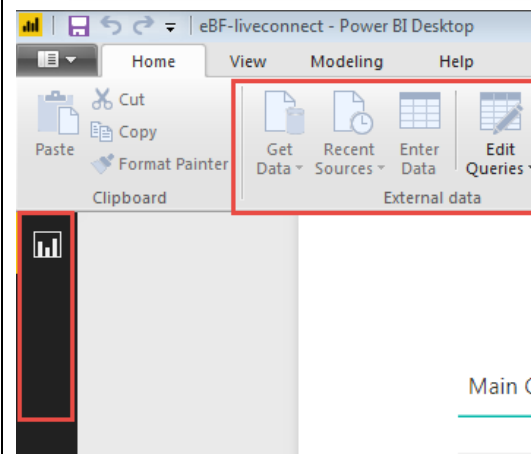 eBF-liveconnect - Power BI Desktop
Home View Modeling Help
Cut
Copy
Format Painter
Paste
Clipboard
Get Data
Recent Sources
Enter Data
Edit Queries
External data
Main